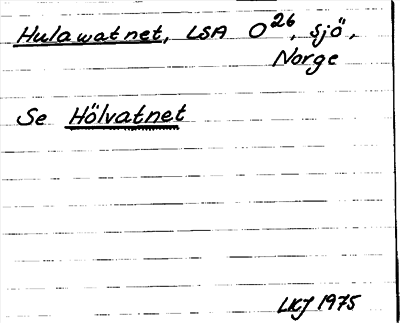 Hulawatnet, LSA O²⁶, sjö,
Norge
Se Hölvatnet
LKJ 1975